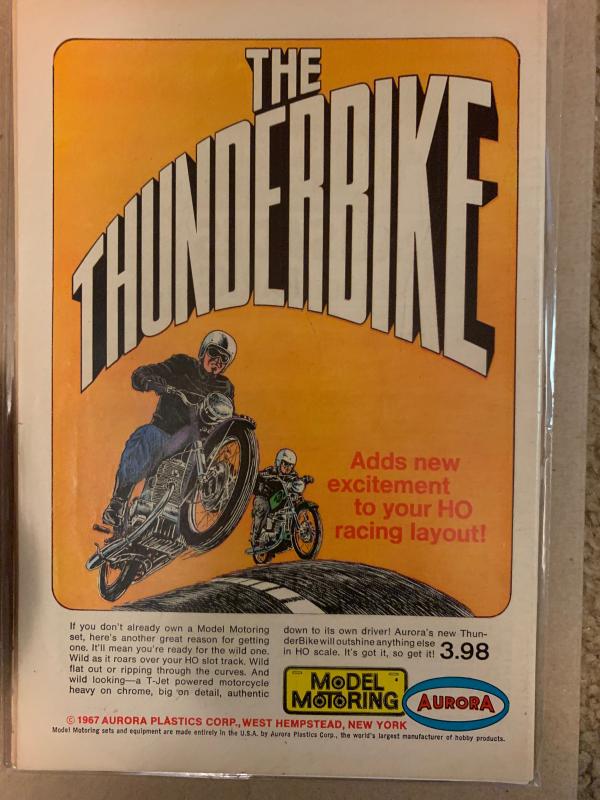 THE
THUNDERBIKE
Adds new
excitement
to your HO
racing layout!
If you don't already own a Model Motoring
set, here's another great reason for getting
one. It'll mean you're ready for the wild one.
Wild as it roars over your HO slot track. Wild
flat out or ripping through the curves. And
wild looking—a T-Jet powered motorcycle
heavy on chrome, big on detail, authentic
down to its own driver! Aurora's new Thun-
derBike will outshine anything else
in HO scale. It's got it, so get it! 3.98
MODEL
MOTORING
AURORA
© 1967 AURORA PLASTICS CORP., WEST HEMPSTEAD, NEW YORK
Model Motoring sets and equipment are made entirely in the U.S.A. by Aurora Plastics Corp., the world's largest manufacturer of hobby products.